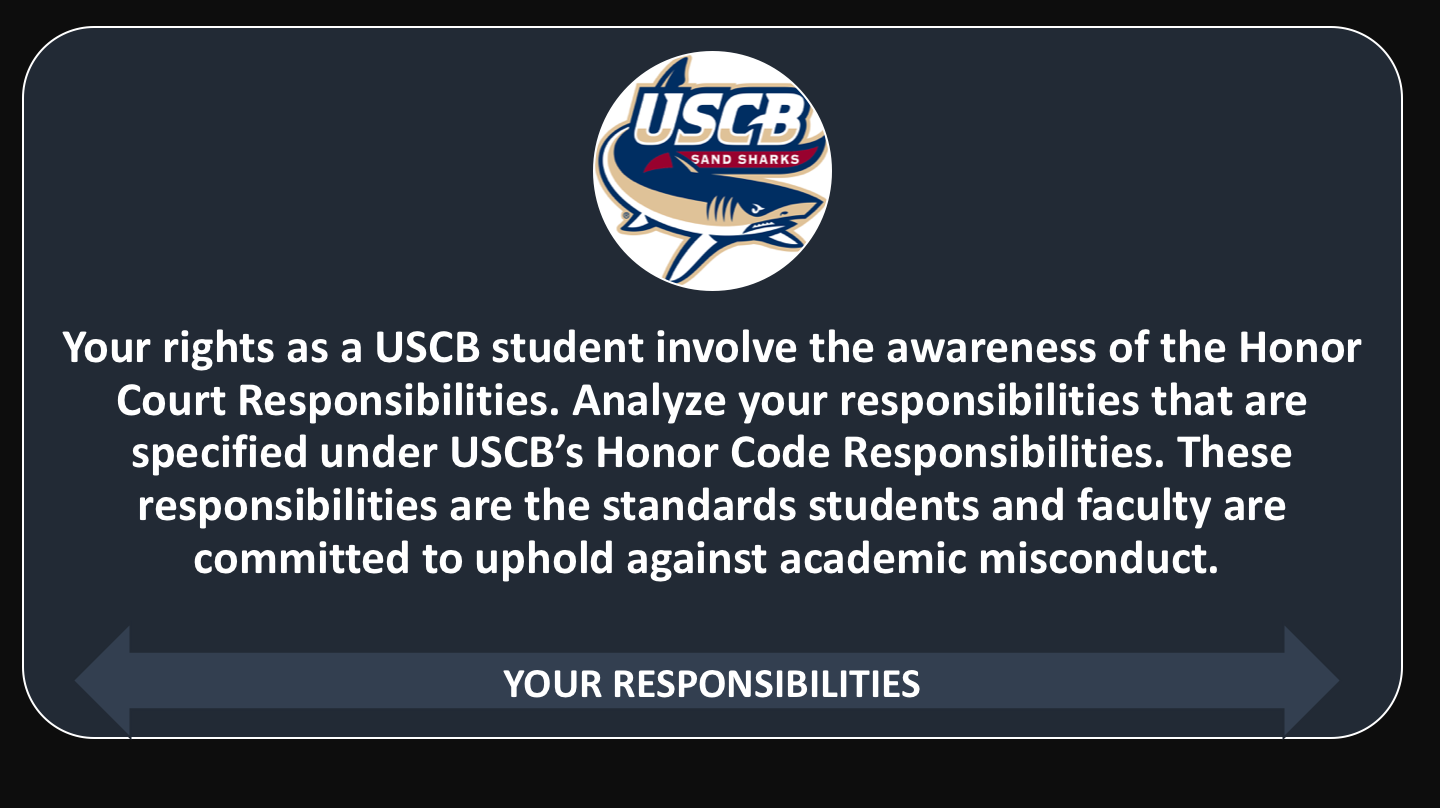 USCB
SAND SHARKS
®
Your rights as a USCB student involve the awareness of the Honor
Court Responsibilities. Analyze your responsibilities that are
specified under USCB’s Honor Code Responsibilities. These
responsibilities are the standards students and faculty are
committed to uphold against academic misconduct.
YOUR RESPONSIBILITIES